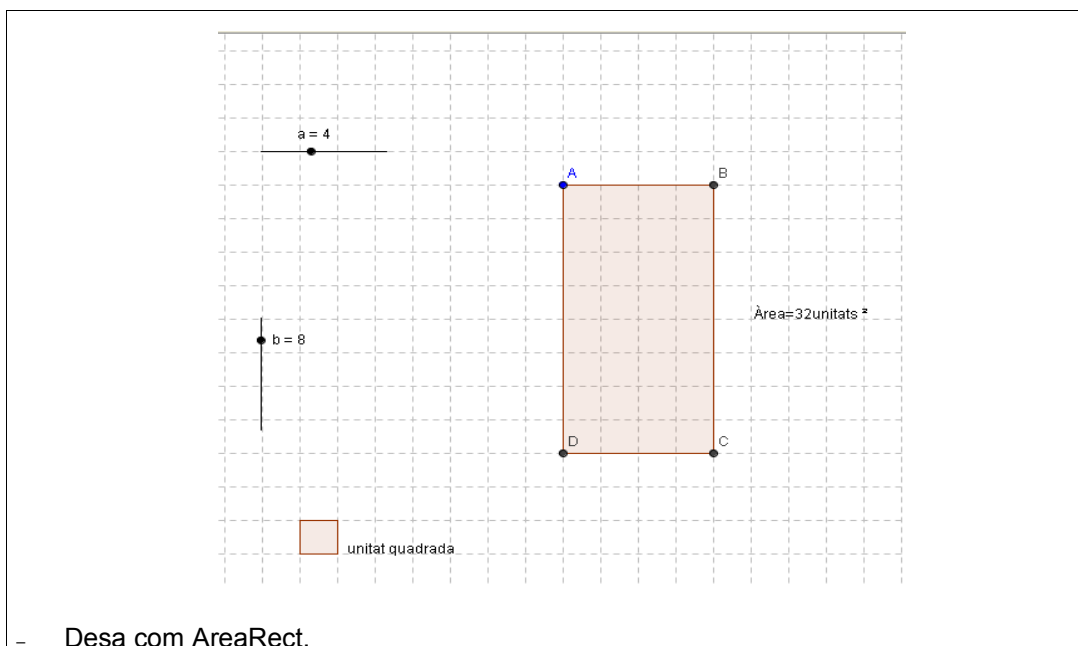 a = 4
A
B
Àrea=32unitats ²
b = 8
D
C
unitat quadrada
– Desa com AreaRect.